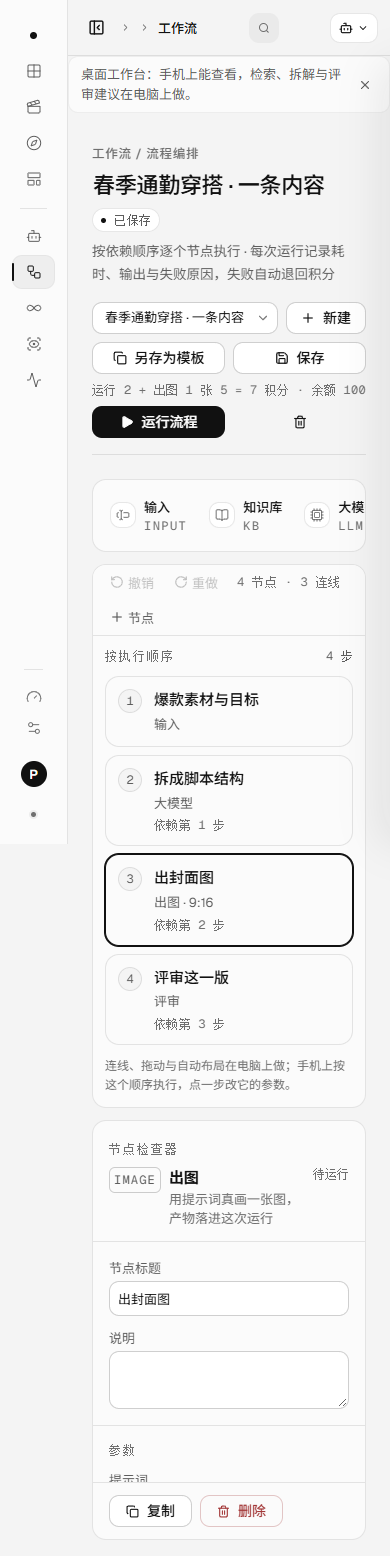 工作流
桌面工作台：手机上能查看，检索、拆解与评
审建议在电脑上做。
工作流 / 流程编排
春季通勤穿搭 · 一条内容
已保存
按依赖顺序逐个节点执行 · 每次运行记录耗
时、输出与失败原因，失败自动退回积分
春季通勤穿搭 · 一条内容
新建
另存为模板
保存
运行 2 + 出图 1 张 5 = 7 积分 · 余额 100
运行流程
输入
INPUT
知识库
KB
大模
LLM
撤销
重做
4 节点 · 3 连线
节点
按执行顺序
4 步
1
爆款素材与目标
输入
2
拆成脚本结构
大模型
依赖第 1 步
3
出封面图
出图 · 9:16
依赖第 2 步
4
评审这一版
评审
依赖第 3 步
连线、拖动与自动布局在电脑上做；手机上按
这个顺序执行，点一步改它的参数。
节点检查器
IMAGE
出图
待运行
用提示词真画一张图，
产物落进这次运行
节点标题
出封面图
说明
参数
提示词
复制
删除
P